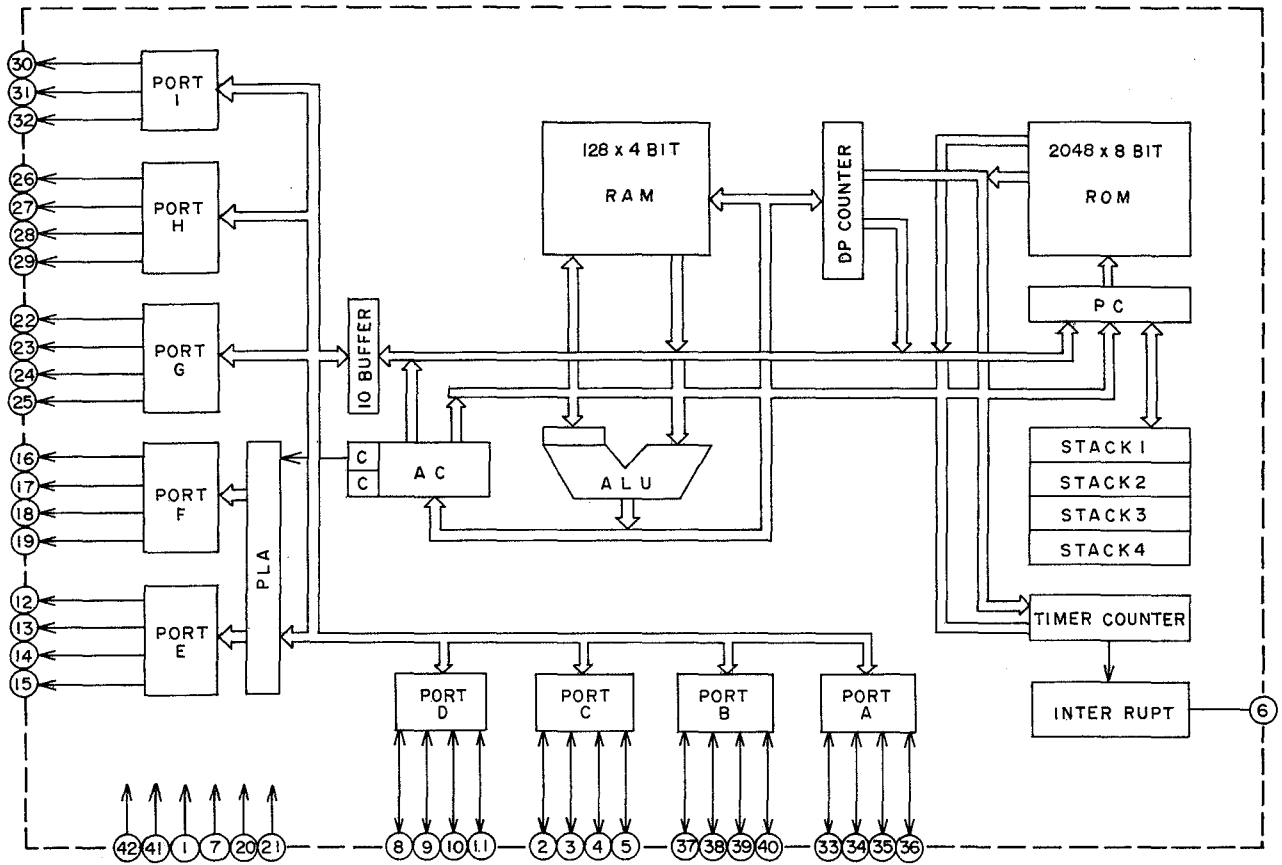 30
31
32
PORT
I
26
27
28
29
PORT
H
22
23
24
25
PORT
G
16
17
18
19
PORT
F
12
13
14
15
PORT
E
PLA
IO BUFFER
C
C
AC
128 x 4 BIT
RAM
ALU
DP COUNTER
2048 x 8 BIT
ROM
PC
STACK 1
STACK 2
STACK 3
STACK 4
TIMER COUNTER
INTER RUPT
6
PORT
D
PORT
C
PORT
B
PORT
A
42 41 1 7 20 21
8 9 10 11
2 3 4 5
37 38 39 40
33 34 35 36